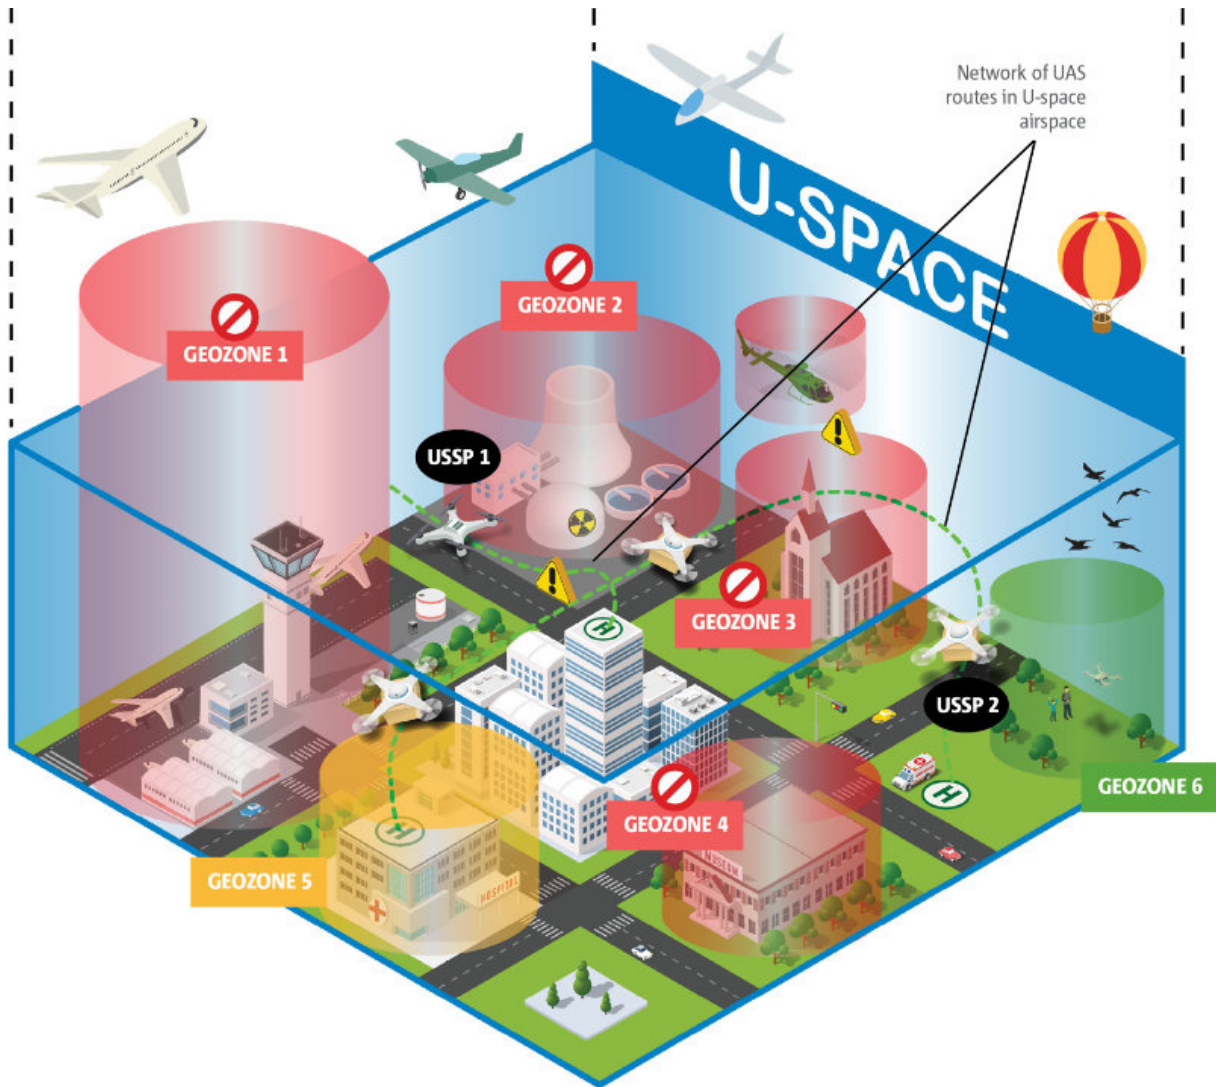 Network of UAS
routes in U-space
airspace
U-SPACE
GEOZONE 1
GEOZONE 2
USSP 1
GEOZONE 3
USSP 2
GEOZONE 6
GEOZONE 4
GEOZONE 5
MUSEUM
HOSPITAL
H
H
H